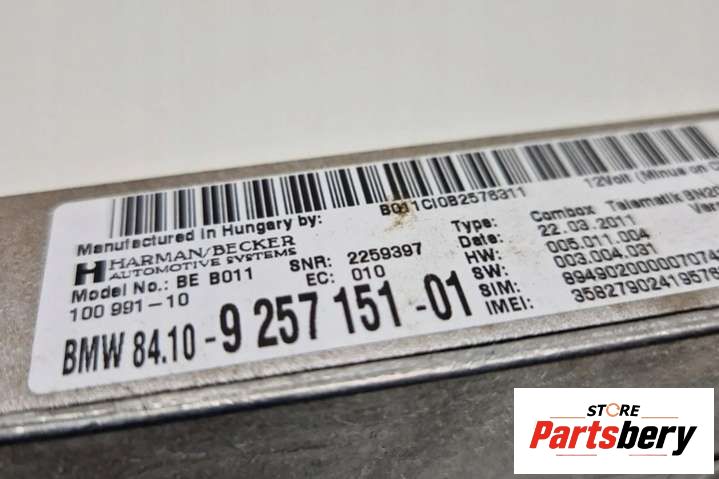 B011CI0B2576311
12Volt (Minus on
Manufactured in Hungary by:
Type: Combox Telematik
HARMAN/BECKER
AUTOMOTIVE SYSTEMS
SNR: 2259397
Date: 22.03.2011
Model No.: BE B011
EC: 010
HW: 005.011.004
100 991-10
SW: 003.004.031
BMW 84.10-9 257 151-01
SIM:
IMEI:
STORE
Partsbery